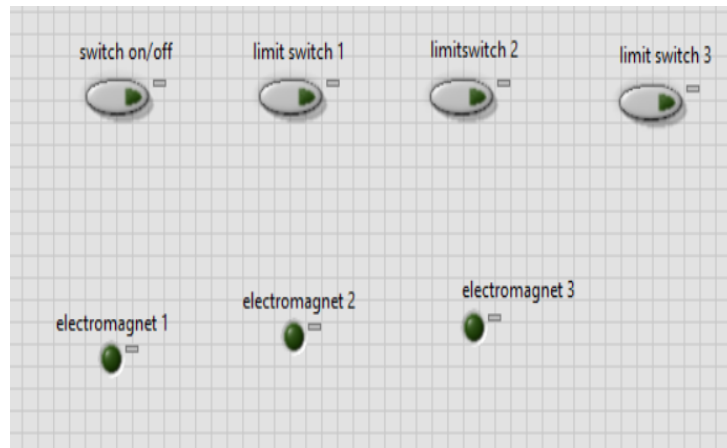 switch on/off
limit switch 1
limitswitch 2
limit switch 3
electromagnet 1
electromagnet 2
electromagnet 3